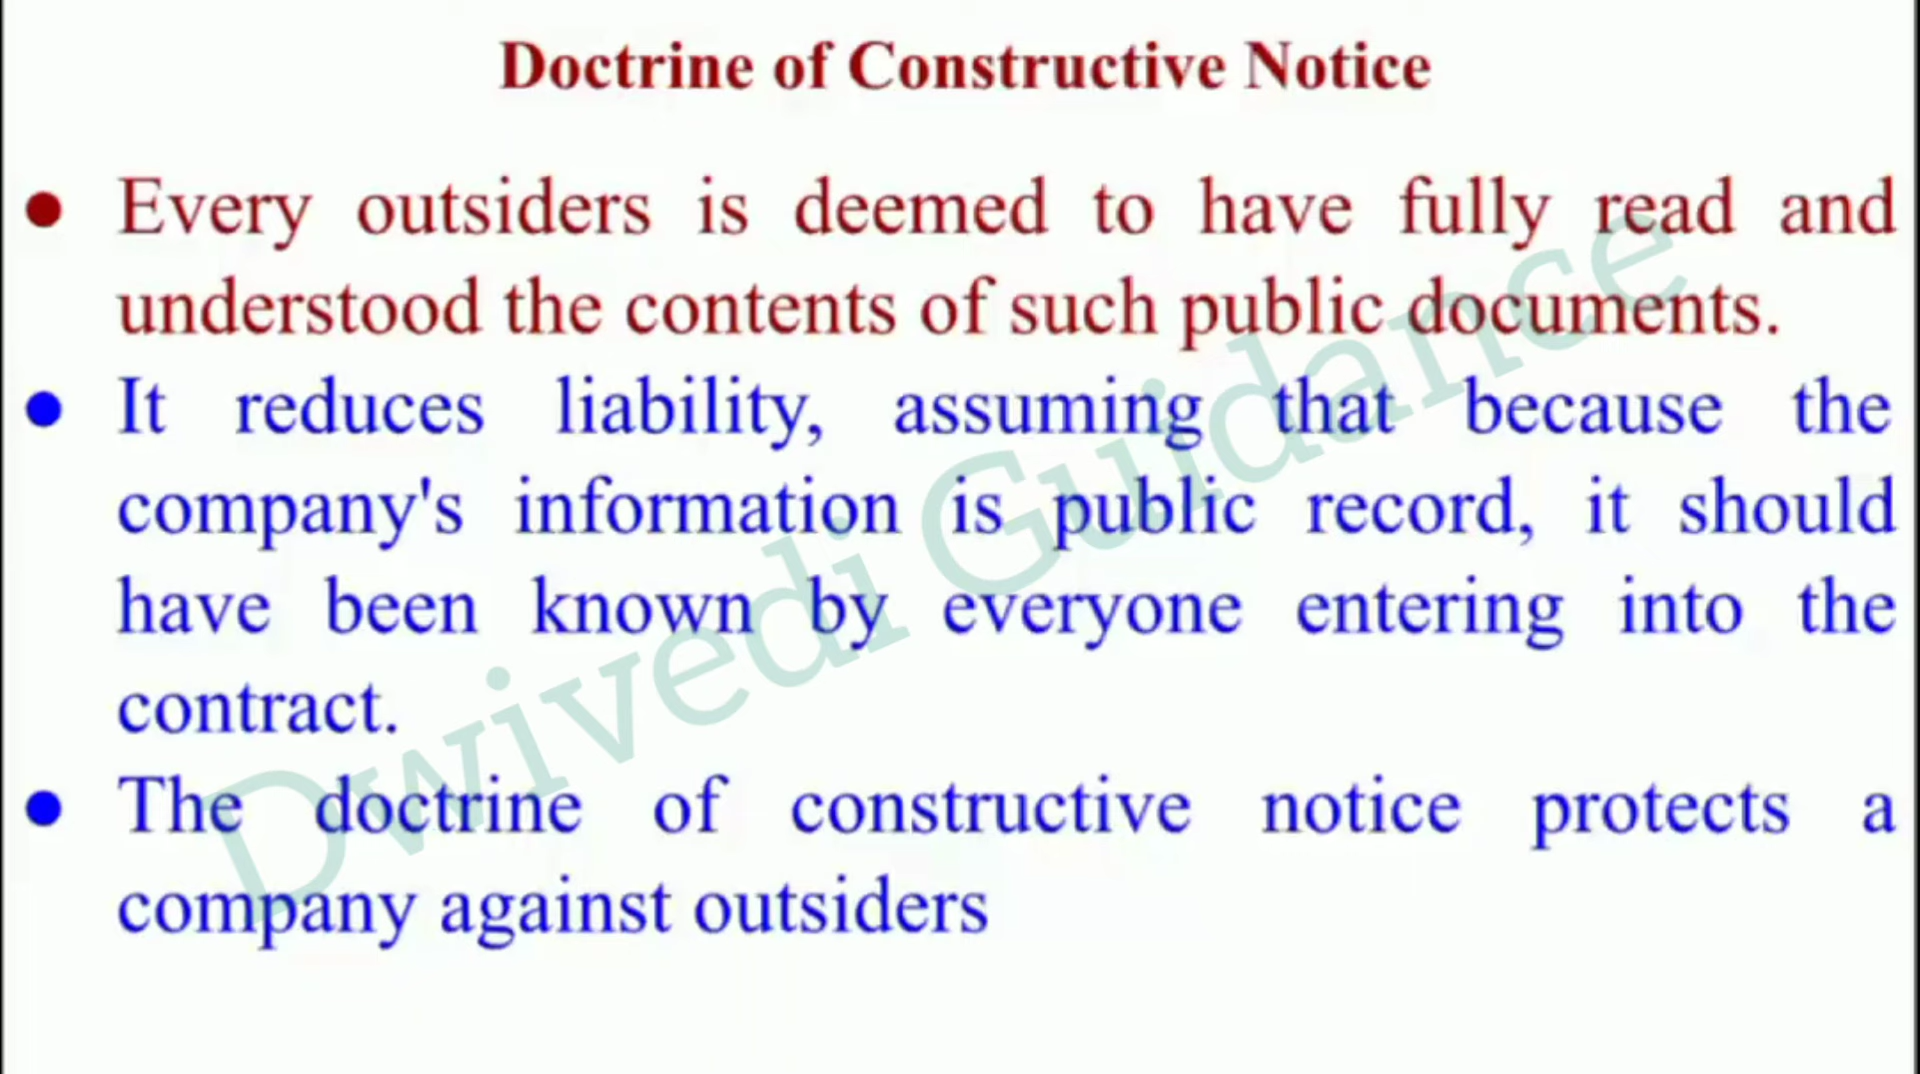 Doctrine of Constructive Notice
● Every outsiders is deemed to have fully read and
understood the contents of such public documents.
● It reduces liability, assuming that because the
company's information is public record, it should
have been known by everyone entering into the
contract.
● The doctrine of constructive notice protects a
company against outsiders
Dwivedi Guidance